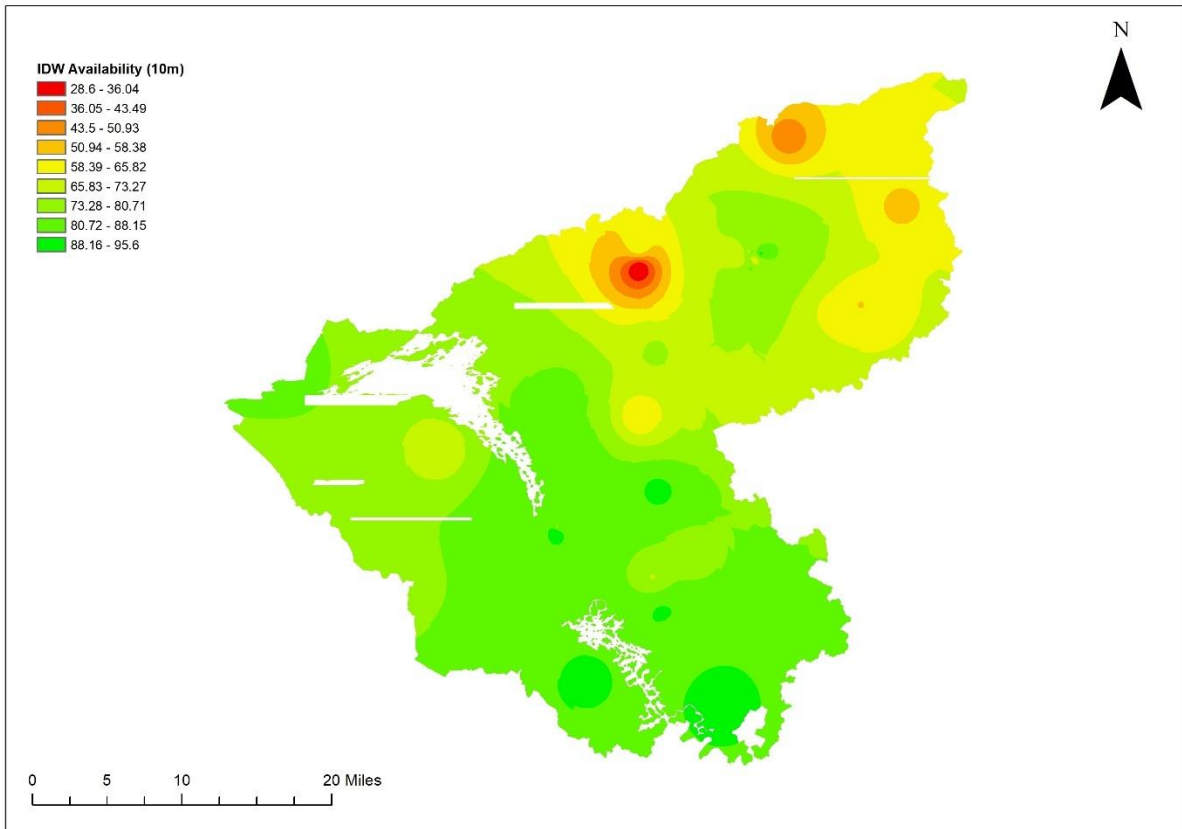 N
IDW Availability (10m)
28.6 - 36.04
36.05 - 43.49
43.5 - 50.93
50.94 - 58.38
58.39 - 65.82
65.83 - 73.27
73.28 - 80.71
80.72 - 88.15
88.16 - 95.6
0 5 10 20 Miles